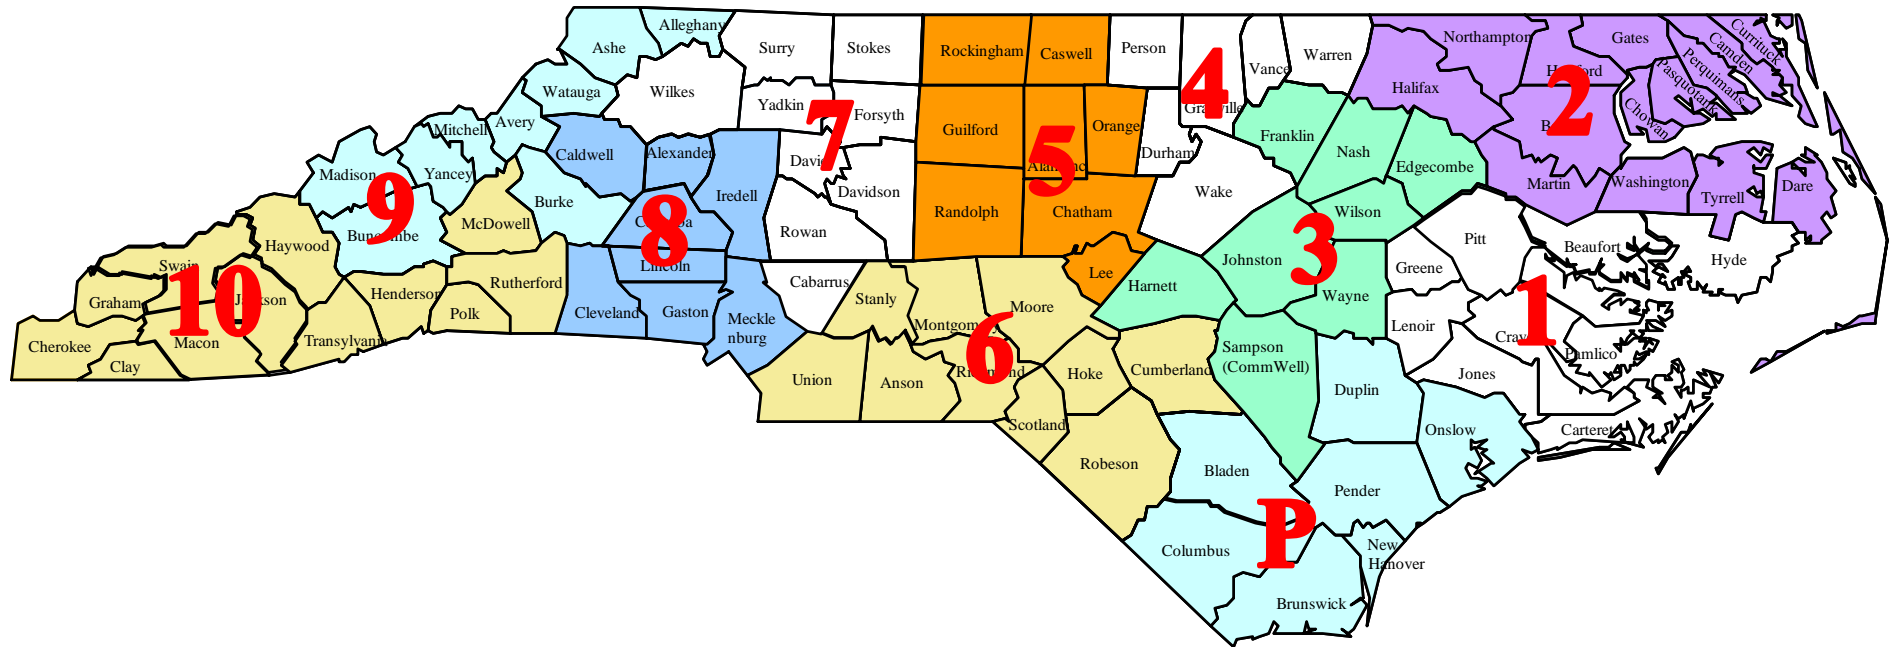 Alleghany
Ashe
Surry
Stokes
Rockingham
Caswell
Person
Vance
Warren
Northampton
Gates
Currituck
Camden
Perquimans
Pasquotank
Chowan
Halifax
2
Watauga
Wilkes
Yadkin
Forsyth
7
Guilford
Orange
4
Durham
Franklin
Nash
Edgecombe
Martin
Washington
Tyrrell
Dare
Mitchell
Avery
Caldwell
Alexander
Iredell
Davidson
Madison
Yancey
Burke
McDowell
9
8
Rowan
Randolph
5
Chatham
Wake
Wilson
3
Johnston
Pitt
Beaufort
Hyde
Haywood
10
Graham
Henderson
Rutherford
Polk
Lincoln
Cleveland
Gaston
Meckle
nburg
Cabarrus
Stanly
Moore
Lee
Harnett
Wayne
Greene
Lenoir
1
Pamlico
Jones
Cherokee
Clay
Macon
Union
Anson
6
Hoke
Cumberland
Sampson
(CommWell)
Duplin
Onslow
Carteret
Scotland
Robeson
Bladen
Pender
P
Columbus
New
Hanover
Brunswick